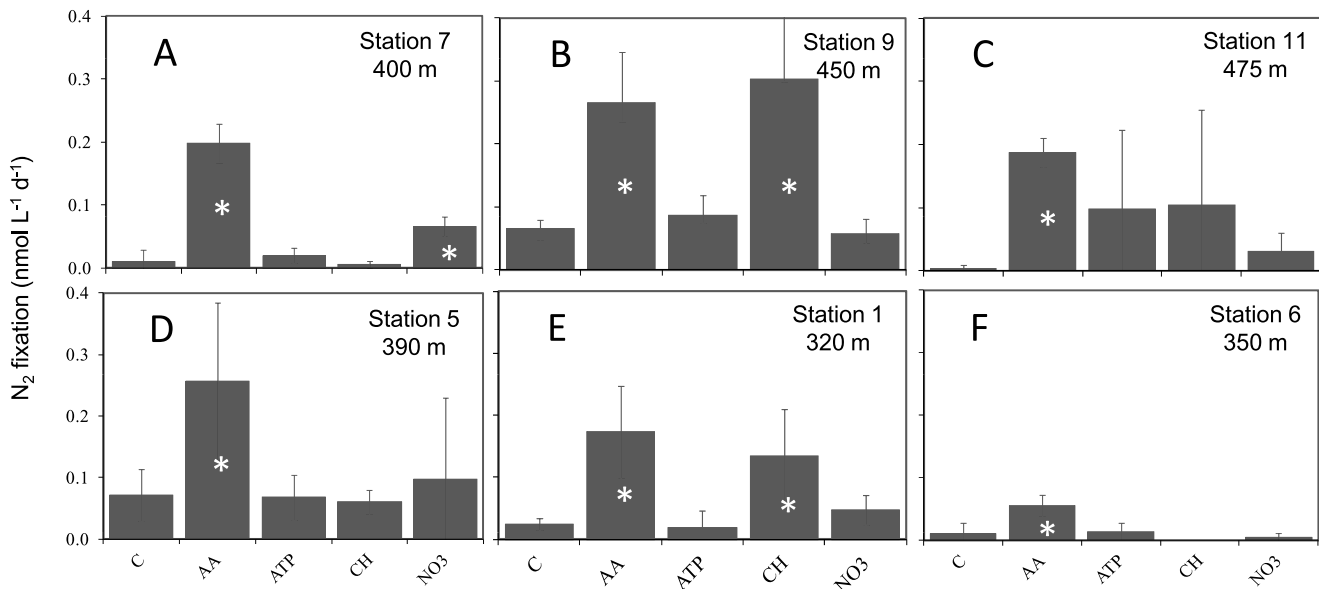 N₂ fixation (nmol L⁻¹ d⁻¹)
0.4
0.3
0.2
0.1
0.0
A
Station 7
400 m
*
*
B
Station 9
450 m
*
*
C
Station 11
475 m
*
0.4
0.3
0.2
0.1
0.0
D
Station 5
390 m
*
E
Station 1
320 m
*
*
F
Station 6
350 m
*
C AA ATP CH NO3
C AA ATP CH NO3
C AA ATP CH NO3